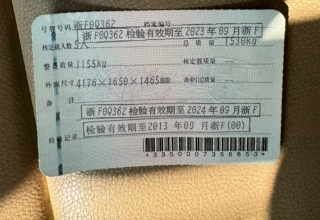 号牌号码 浙F0Q362 档案编号
浙F0Q362 检验有效期至2023年09月浙F
核定载人数 5人 总质量 1536kg
整备质量 1155kg 核定载质量
外廓尺寸 4176×1650×1465 准牵引总质量
备注
浙F0Q362 检验有效期至2024年09月浙F
检验记录 检验有效期至2013年09月浙F(00)
*3350007356653*